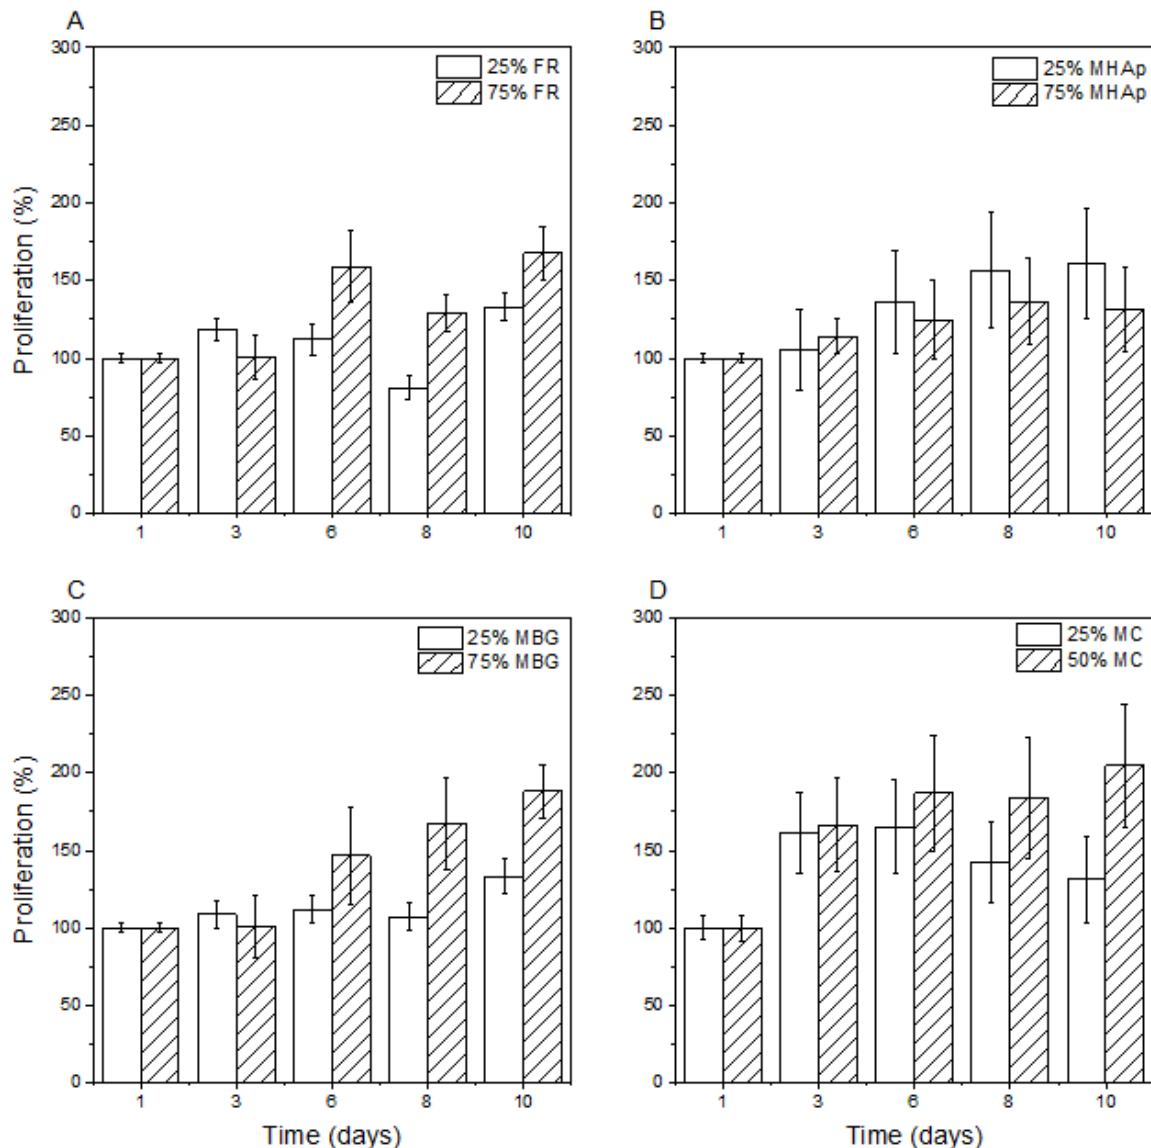 A
300
250
200
150
100
50
0
Proliferation (%)
25% FR
75% FR
1 3 6 8 10
B
300
250
200
150
100
50
0
25% MHAp
75% MHAp
1 3 6 8 10
C
300
250
200
150
100
50
0
Proliferation (%)
25% MBG
75% MBG
1 3 6 8 10
Time (days)
D
300
250
200
150
100
50
0
25% MC
50% MC
1 3 6 8 10
Time (days)